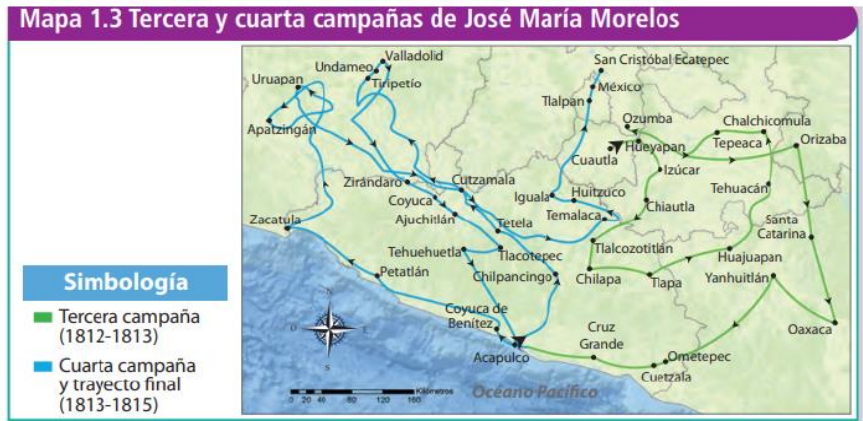 Mapa 1.3 Tercera y cuarta campañas de José María Morelos
Valladolid
Undameo
Tiripetío
Uruapan
Apatzingán
San Cristóbal Ecatepec
México
Tlalpan
Ozumba
Chalchicomula
Hueyapan
Tepeaca
Orizaba
Cuautla
Izúcar
Zirándaro
Cutzamala
Coyuca
Ajuchitlán
Iguala
Huitzuco
Temalaca
Chiautla
Tehuacán
Santa
Catarina
Zacatula
Tetela
Tehuehuetla
Tlacotepec
Tlalcozotitlán
Huajuapan
Petatlán
Chilpancingo
Chilapa
Tlapa
Yanhuitlán
Coyuca de
Benítez
Acapulco
Cruz
Grande
Ometepec
Cuetzala
Oaxaca
Simbología
Tercera campaña
(1812-1813)
Cuarta campaña
y trayecto final
(1813-1815)
N
O
E
S
Kilómetros
0 20 40 80 120 160
Océano Pacífico